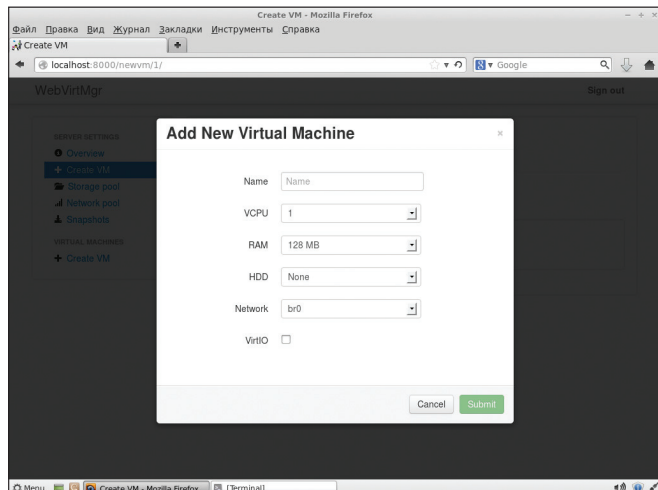 Create VM - Mozilla Firefox
Файл Правка Вид Журнал Закладки Инструменты Справка
Create VM
localhost:8000/newvm/1/
Google
WebVirtMgr
Sign out
SERVER SETTINGS
Overview
Create VM
Storage pool
Network pool
Snapshots
VIRTUAL MACHINES
Create VM
Add New Virtual Machine
Name Name
VCPU 1
RAM 128 MB
HDD None
Network br0
VirtIO
Cancel Submit
Menu Create VM - Mozilla Firefox [Terminal]